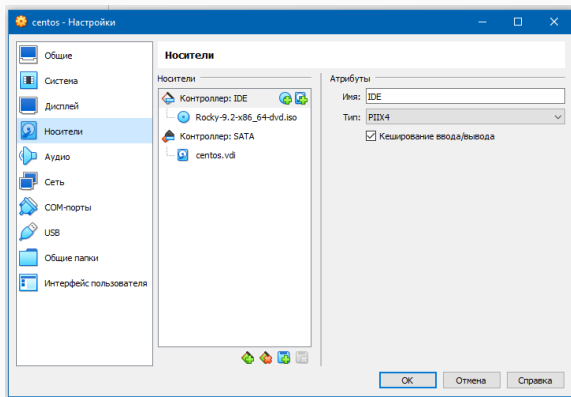 centos - Настройки
Общие
Система
Дисплей
Носители
Аудио
Сеть
COM-порты
USB
Общие папки
Интерфейс пользователя
Носители
Носители
Контроллер: IDE
Rocky-9.2-x86_64-dvd.iso
Контроллер: SATA
centos.vdi
Атрибуты
Имя: IDE
Тип: PIIX4
Кеширование ввода/вывода
OK Отмена Справка